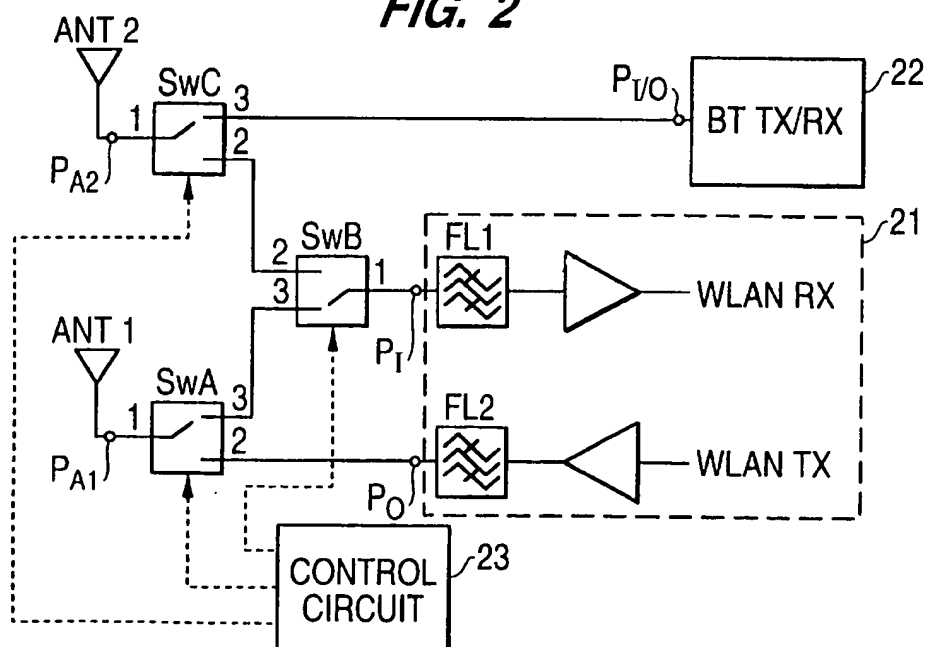 FIG. 2
ANT 2
SwC
1
3
2
P_A2
P_I/O
BT TX/RX
22
21
SwB
2
3
1
P_I
FL1
WLAN RX
ANT 1
SwA
1
3
2
P_A1
P_O
FL2
WLAN TX
CONTROL
CIRCUIT
23